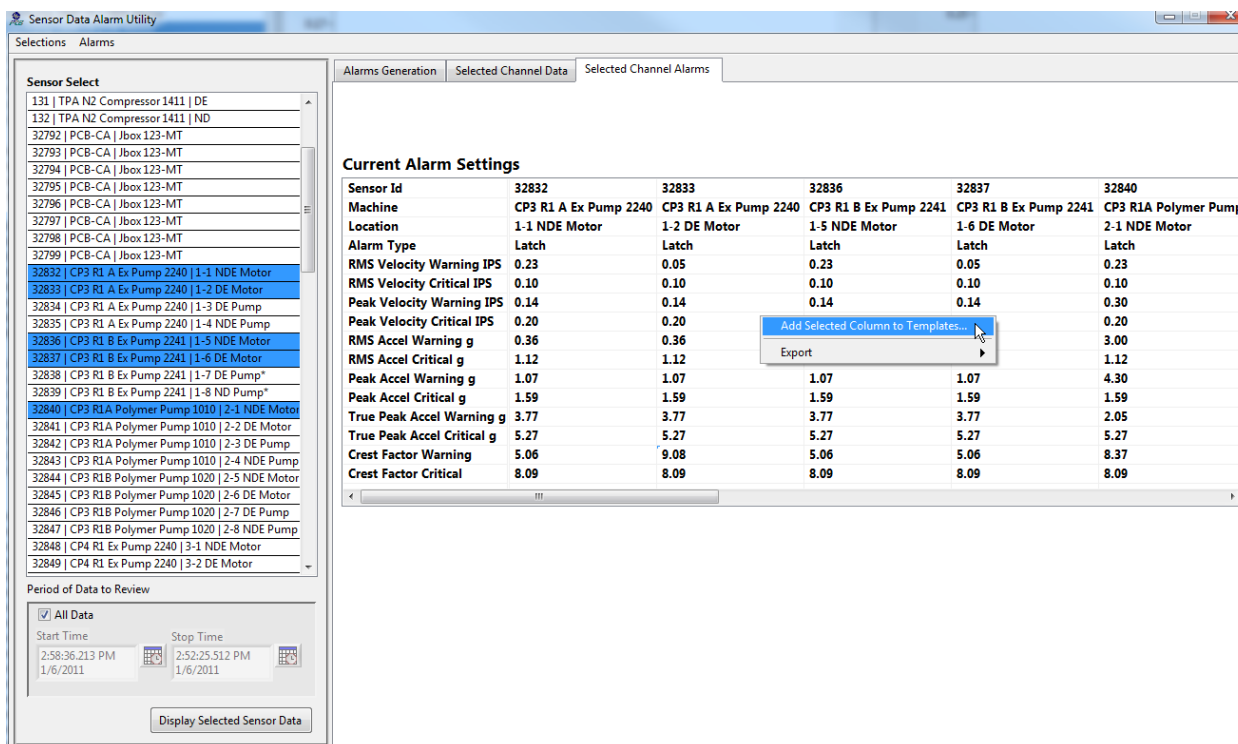 Sensor Data Alarm Utility
Selections Alarms
Sensor Select
131 | TPA N2 Compressor 1411 | DE
132 | TPA N2 Compressor 1411 | ND
32792 | PCB-CA | Jbox 123-MT
32793 | PCB-CA | Jbox 123-MT
32794 | PCB-CA | Jbox 123-MT
32795 | PCB-CA | Jbox 123-MT
32796 | PCB-CA | Jbox 123-MT
32797 | PCB-CA | Jbox 123-MT
32798 | PCB-CA | Jbox 123-MT
32799 | PCB-CA | Jbox 123-MT
32832 | CP3 R1 A Ex Pump 2240 | 1-1 NDE Motor
32833 | CP3 R1 A Ex Pump 2240 | 1-2 DE Motor
32834 | CP3 R1 A Ex Pump 2240 | 1-3 DE Pump
32835 | CP3 R1 A Ex Pump 2240 | 1-4 NDE Pump
32836 | CP3 R1 B Ex Pump 2241 | 1-5 NDE Motor
32837 | CP3 R1 B Ex Pump 2241 | 1-6 DE Motor
32838 | CP3 R1 B Ex Pump 2241 | 1-7 DE Pump*
32839 | CP3 R1 B Ex Pump 2241 | 1-8 ND Pump*
32840 | CP3 R1A Polymer Pump 1010 | 2-1 NDE Motor
32841 | CP3 R1A Polymer Pump 1010 | 2-2 DE Motor
32842 | CP3 R1A Polymer Pump 1010 | 2-3 DE Pump
32843 | CP3 R1A Polymer Pump 1010 | 2-4 NDE Pump
32844 | CP3 R1B Polymer Pump 1020 | 2-5 NDE Motor
32845 | CP3 R1B Polymer Pump 1020 | 2-6 DE Motor
32846 | CP3 R1B Polymer Pump 1020 | 2-7 DE Pump
32847 | CP3 R1B Polymer Pump 1020 | 2-8 NDE Pump
32848 | CP4 R1 Ex Pump 2240 | 3-1 NDE Motor
32849 | CP4 R1 Ex Pump 2240 | 3-2 DE Motor
Period of Data to Review
All Data
Start Time Stop Time
2:58:36.213 PM 2:52:25.512 PM
1/6/2011 1/6/2011
Display Selected Sensor Data
Alarms Generation Selected Channel Data Selected Channel Alarms
Current Alarm Settings
Sensor Id 32832 32833 32836 32837 32840
Machine CP3 R1 A Ex Pump 2240 CP3 R1 A Ex Pump 2240 CP3 R1 B Ex Pump 2241 CP3 R1 B Ex Pump 2241 CP3 R1A Polymer Pump
Location 1-1 NDE Motor 1-2 DE Motor 1-5 NDE Motor 1-6 DE Motor 2-1 NDE Motor
Alarm Type Latch Latch Latch Latch Latch
RMS Velocity Warning IPS 0.23 0.05 0.23 0.05 0.23
RMS Velocity Critical IPS 0.10 0.10 0.10 0.10 0.10
Peak Velocity Warning IPS 0.14 0.14 0.14 0.14 0.30
Peak Velocity Critical IPS 0.20 0.20 0.20
RMS Accel Warning g 0.36 0.36 3.00
RMS Accel Critical g 1.12 1.12 1.12
Peak Accel Warning g 1.07 1.07 1.07 1.07 4.30
Peak Accel Critical g 1.59 1.59 1.59 1.59 1.59
True Peak Accel Warning g 3.77 3.77 3.77 3.77 2.05
True Peak Accel Critical g 5.27 5.27 5.27 5.27 5.27
Crest Factor Warning 5.06 9.08 5.06 5.06 8.37
Crest Factor Critical 8.09 8.09 8.09 8.09 8.09
Add Selected Column to Templates...
Export